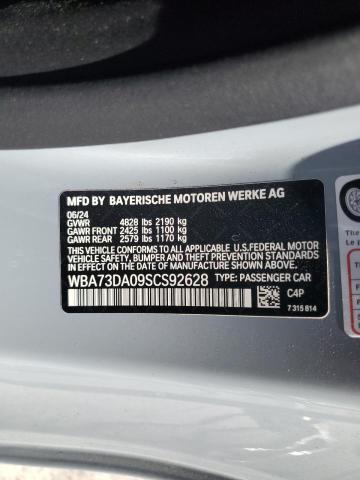 MFD BY BAYERISCHE MOTOREN WERKE AG
06/24
GVWR 4828 lbs 2190 kg
GAWR FRONT 2425 lbs 1100 kg
GAWR REAR 2579 lbs 1170 kg
THIS VEHICLE CONFORMS TO ALL APPLICABLE U.S.FEDERAL MOTOR
VEHICLE SAFETY, BUMPER, AND THEFT PREVENTION STANDARDS
IN EFFECT ON THE DATE OF MANUFACTURE SHOWN ABOVE.
WBA73DA09SCS92628 TYPE: PASSENGER CAR
C4P
7 315 814
The
Le p